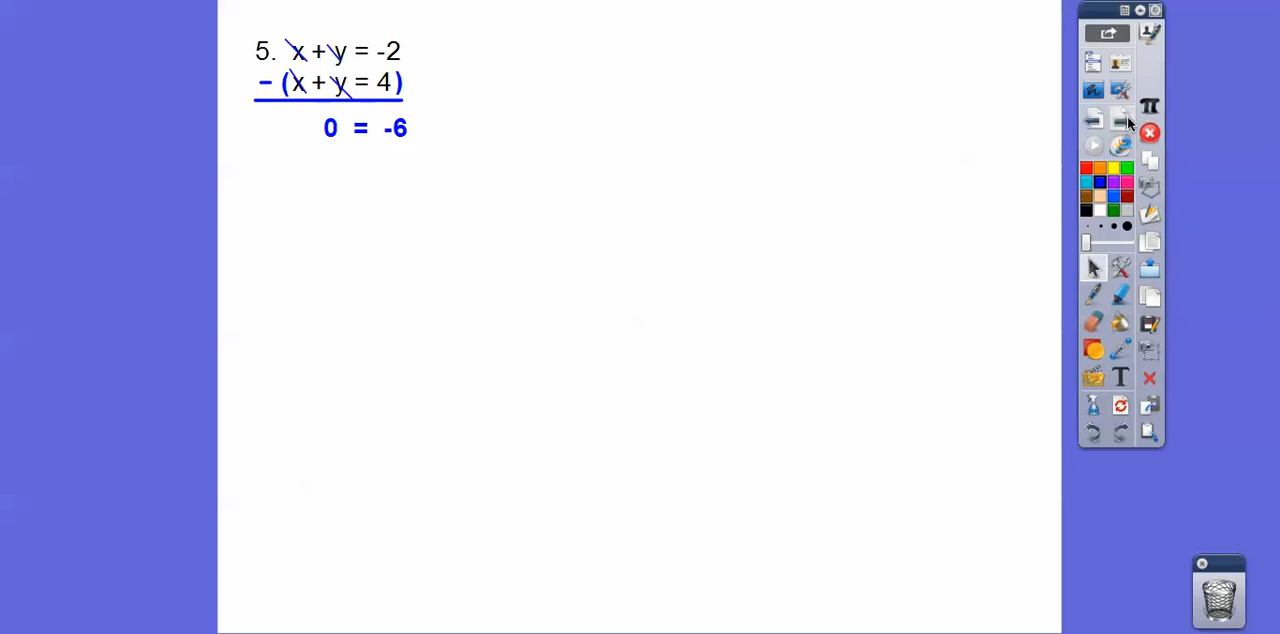 5. x + y = -2
– (x + y = 4)
0 = -6